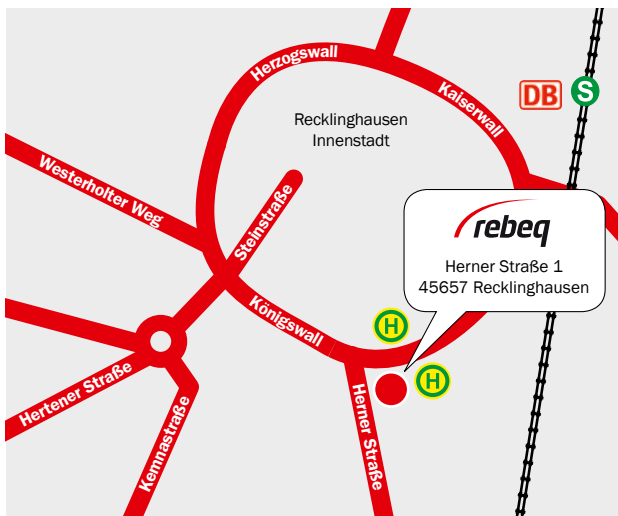 Herzogswall
Kaiserwall
DB
S
Recklinghausen
Innenstadt
Westerholter Weg
Steinstraße
rebeq
Herner Straße 1
45657 Recklinghausen
Königswall
H
H
Hertener Straße
Kemnastraße
Herner Straße